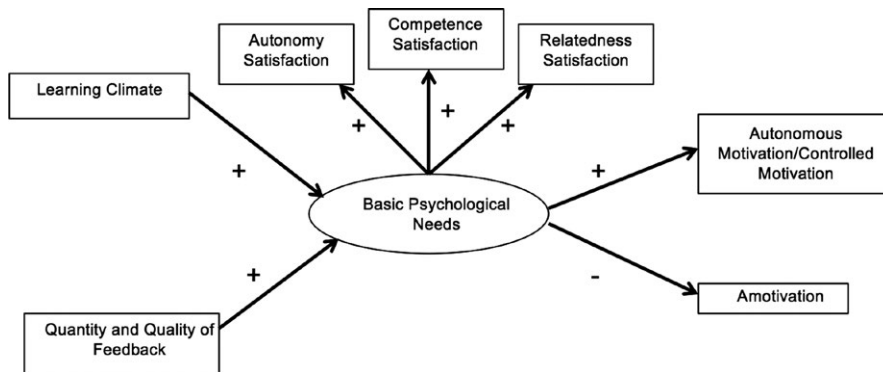 Autonomy
Satisfaction
Competence
Satisfaction
Relatedness
Satisfaction
Learning Climate
+
+
+
+
Basic Psychological
Needs
+
Autonomous
Motivation/Controlled
Motivation
+
-
Quantity and Quality of
Feedback
Amotivation